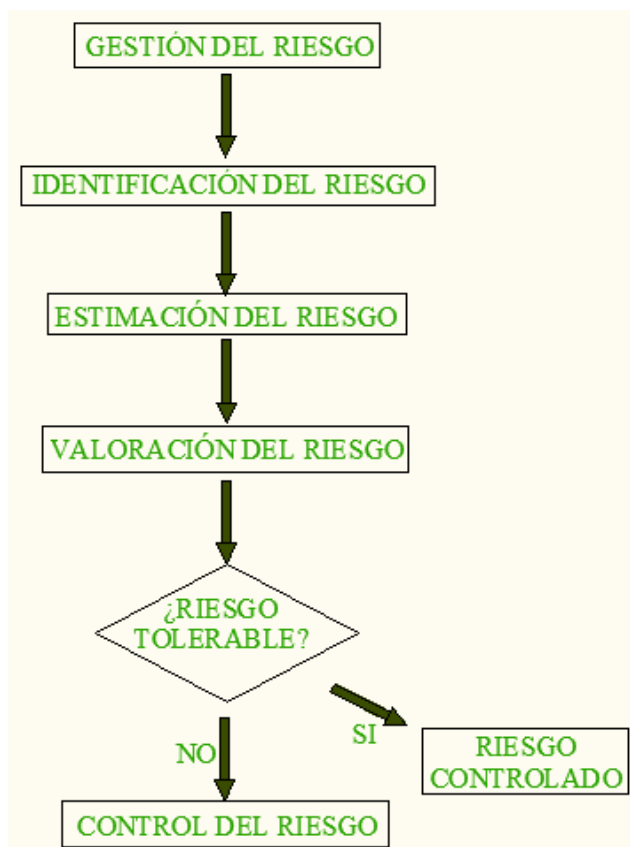 GESTIÓN DEL RIESGO
IDENTIFICACIÓN DEL RIESGO
ESTIMACIÓN DEL RIESGO
VALORACIÓN DEL RIESGO
¿RIESGO
TOLERABLE?
SI
NO
RIESGO
CONTROLADO
CONTROL DEL RIESGO